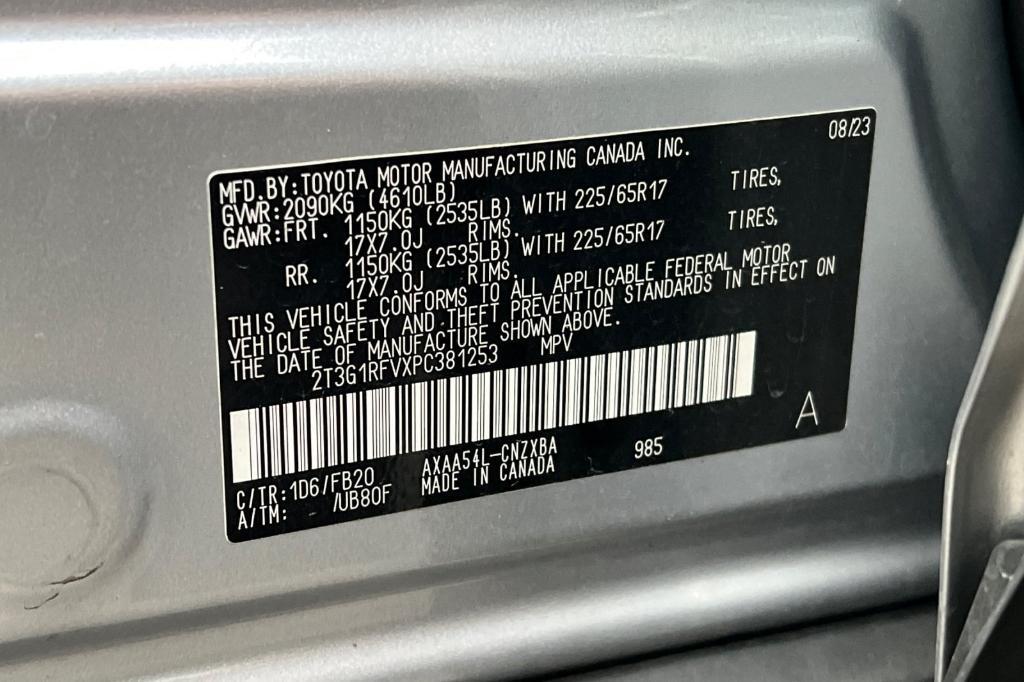 08/23
MFD.BY:TOYOTA MOTOR MANUFACTURING CANADA INC.
GVWR:2090KG (4610LB)
GAWR:FRT. 1150KG (2535LB) WITH 225/65R17 TIRES,
17X7.0J RIMS.
RR. 1150KG (2535LB) WITH 225/65R17 TIRES,
17X7.0J RIMS.
THIS VEHICLE CONFORMS TO ALL APPLICABLE FEDERAL MOTOR
VEHICLE SAFETY AND THEFT PREVENTION STANDARDS IN EFFECT ON
THE DATE OF MANUFACTURE SHOWN ABOVE.
2T3G1RFVXPC381253 MPV
A
C/TR:1D6/FB20 AXAA54L-CNZXBA 985
A/TM: /UB80F MADE IN CANADA